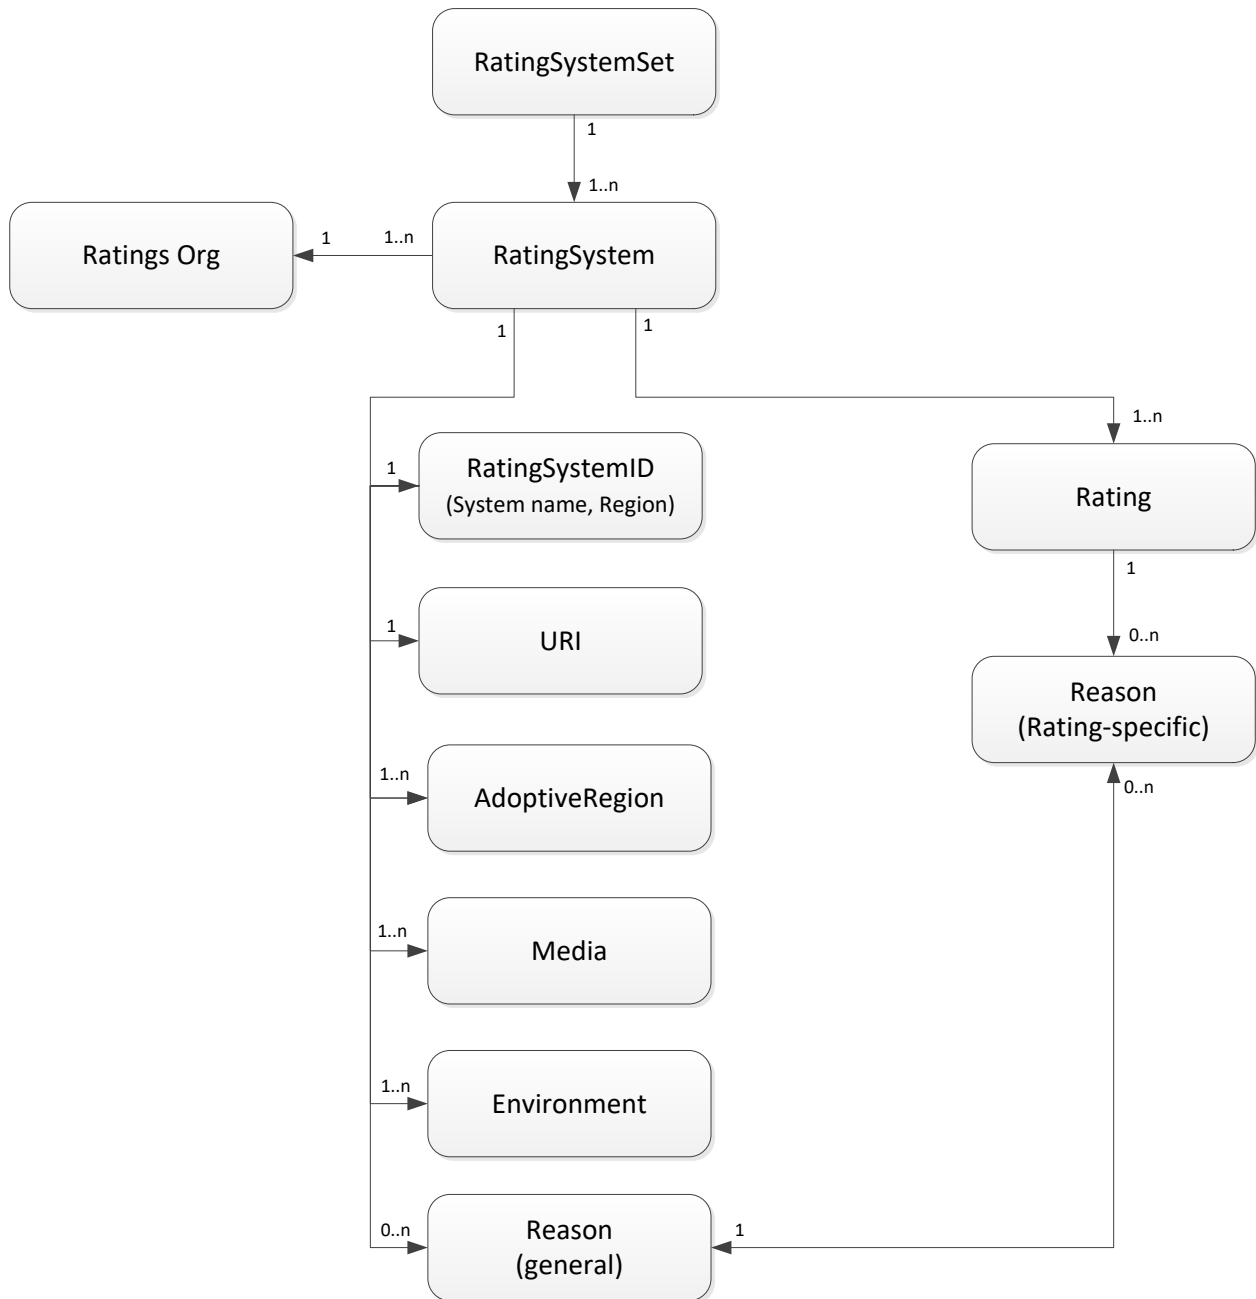 RatingSystemSet
1
1..n
Ratings Org
1
1..n
RatingSystem
1
1
1..n
RatingSystemID
(System name, Region)
1
Rating
1
URI
1
0..n
Reason
(Rating-specific)
1..n
AdoptiveRegion
0..n
1..n
Media
1..n
Environment
0..n
Reason
(general)
1